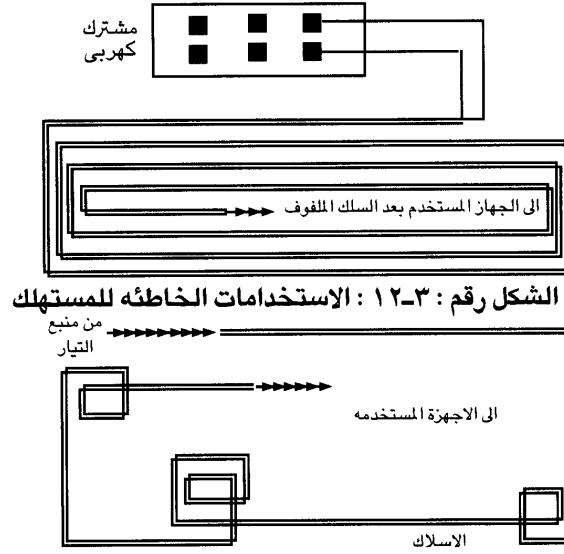 مشترك
كهربى
الى الجهاز المستخدم بعد السلك الملفوف
الشكل رقم : ٣–١٢ : الاستخدامات الخاطئه للمستهلك
من منبع
التيار
الى الاجهزة المستخدمه
الاسلاك